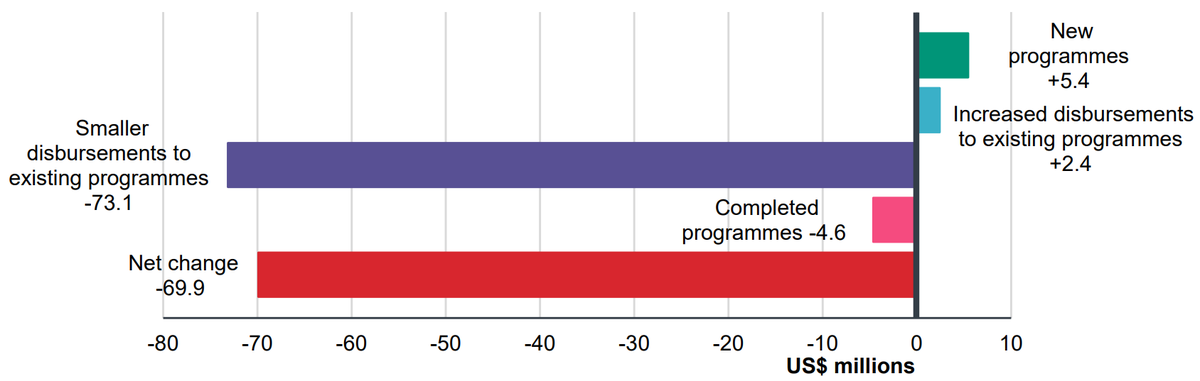 New
programmes
+5.4
Increased disbursements
to existing programmes
+2.4
Smaller
disbursements to
existing programmes
-73.1
Completed
programmes -4.6
Net change
-69.9
-80 -70 -60 -50 -40 -30 -20 -10 0 10
US$ millions